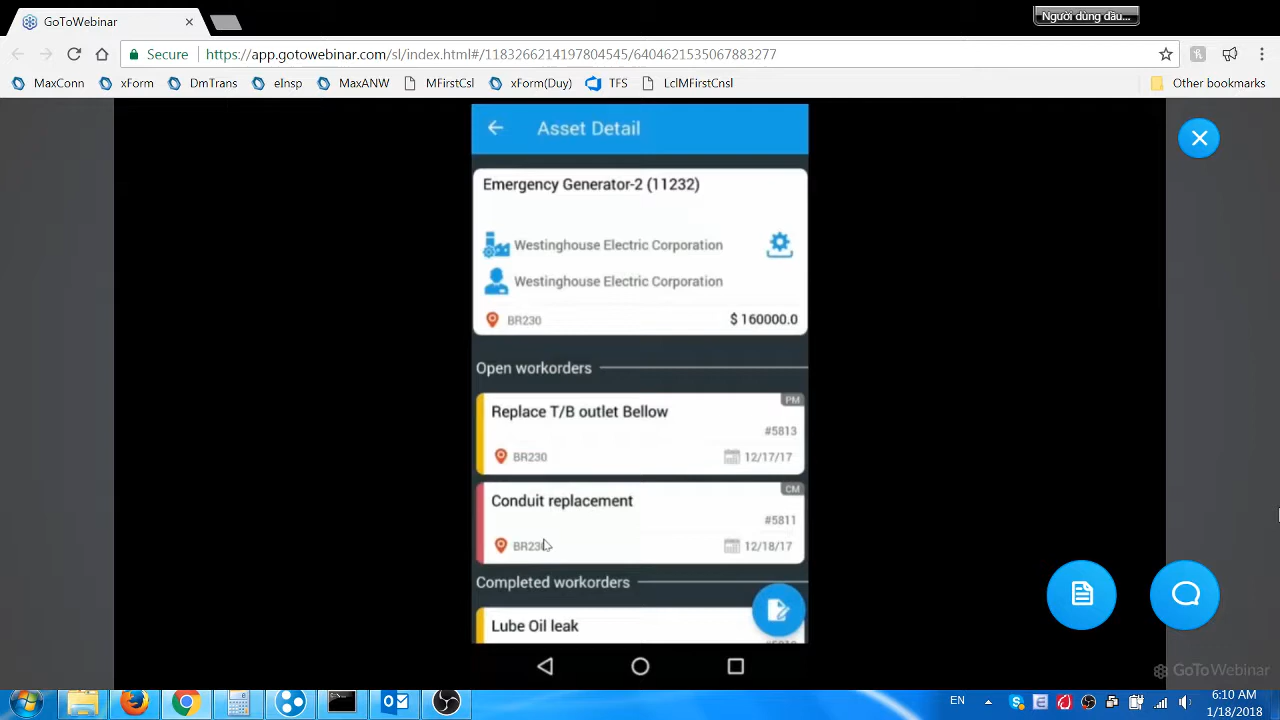 GoToWebinar
Người dùng đầu...
Secure
https://app.gotowebinar.com/sl/index.html#/1183266214197804545/6404621535067883277
MaxConn
xForm
DmTrans
eInsp
MaxANW
MFirstCsl
xForm(Duy)
TFS
LclMFirstCsl
Other bookmarks
Asset Detail
Emergency Generator-2 (11232)
Westinghouse Electric Corporation
Westinghouse Electric Corporation
BR230
$ 160000.0
Open workorders
PM
Replace T/B outlet Bellow
#5813
BR230
12/17/17
CM
Conduit replacement
#5811
BR230
12/18/17
Completed workorders
Lube Oil leak
GoToWebinar
EN
6:10 AM
1/18/2018